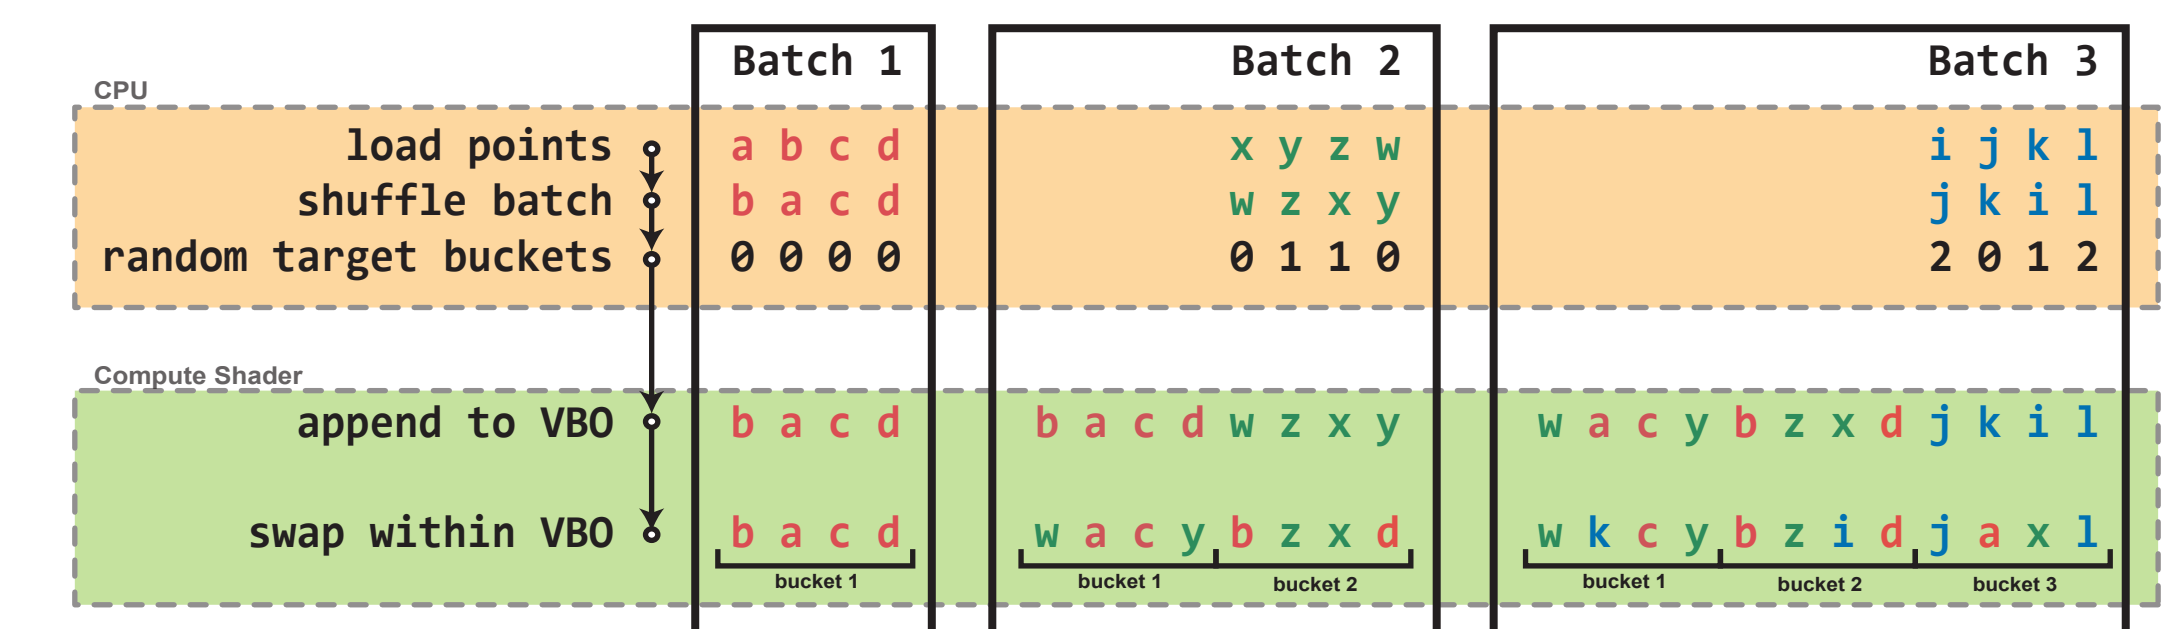 Batch 1 Batch 2 Batch 3
CPU
load points a b c d x y z w i j k l
shuffle batch b a c d w z x y j k i l
random target buckets 0 0 0 0 0 1 1 0 2 0 1 2
Compute Shader
append to VBO b a c d b a c d w z x y w a c y b z x d j k i l
swap within VBO b a c d w a c y b z x d w k c y b z i d j a x l
bucket 1 bucket 1 bucket 2 bucket 1 bucket 2 bucket 3